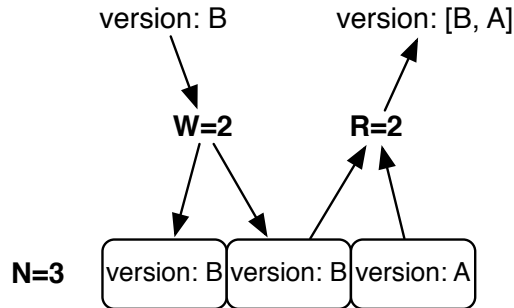 version: B
version: [B, A]
W=2
R=2
N=3
version: B
version: B
version: A